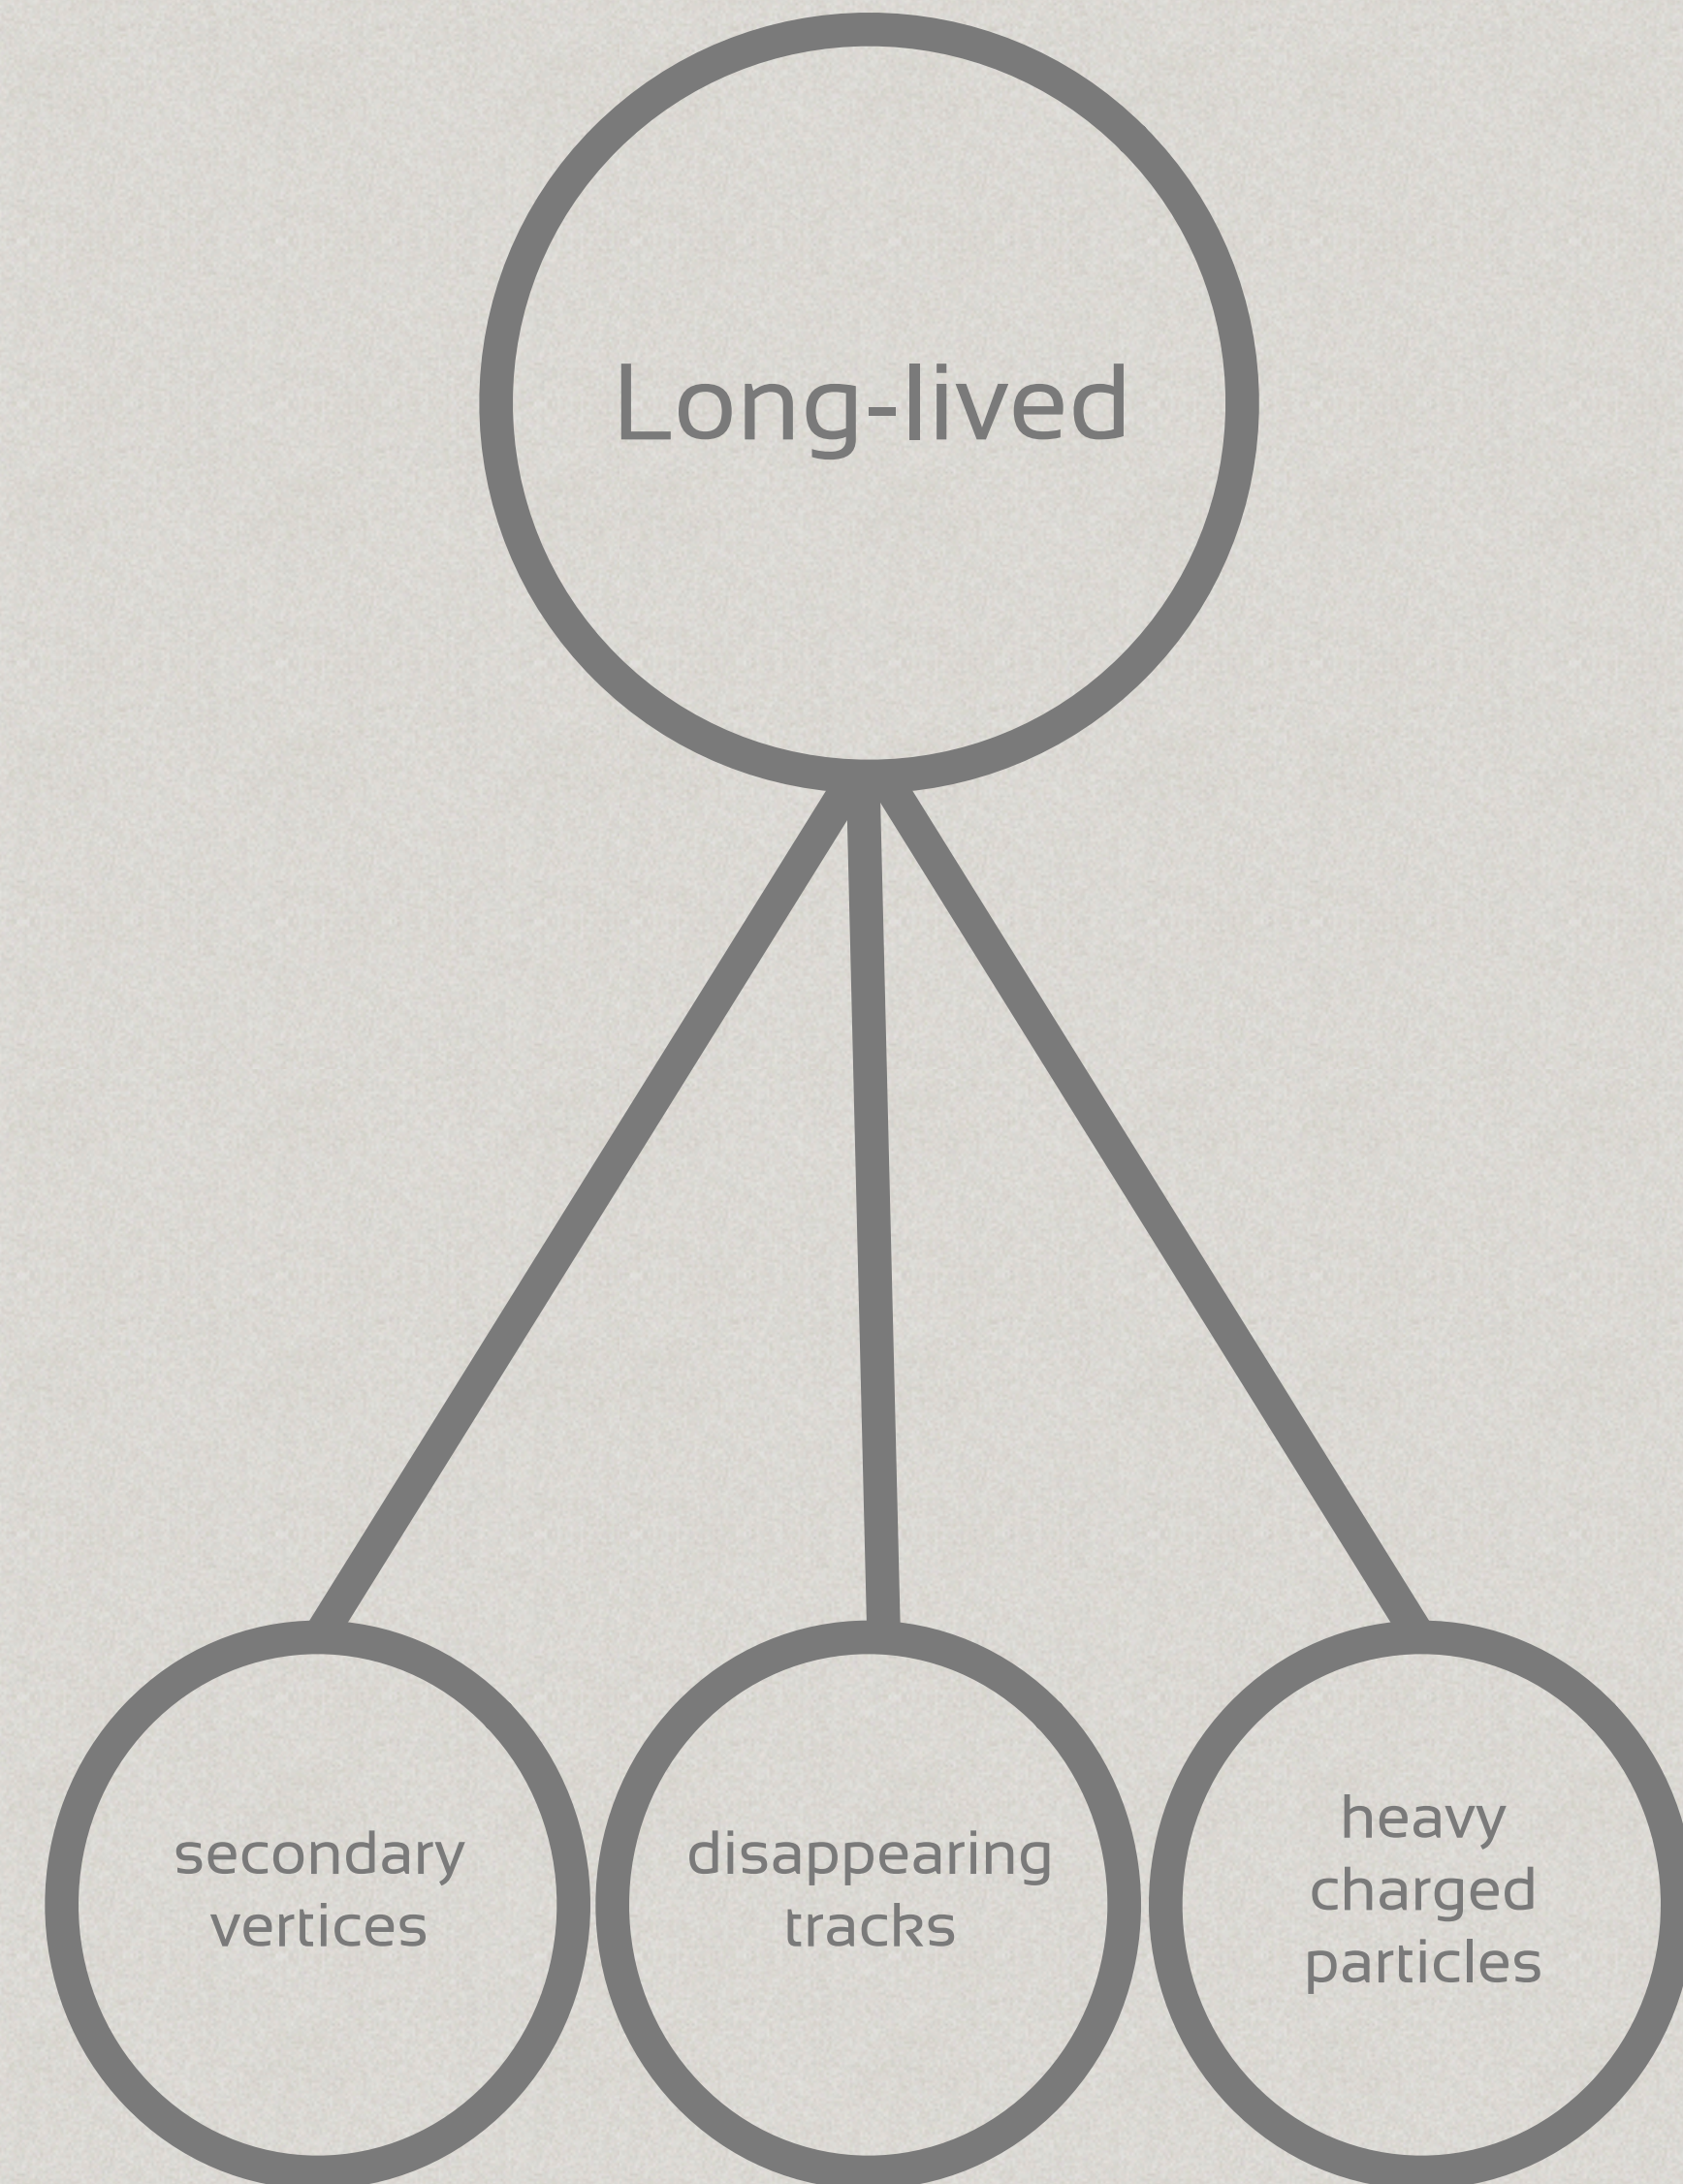 Long-lived
secondary
vertices
disappearing
tracks
heavy
charged
particles